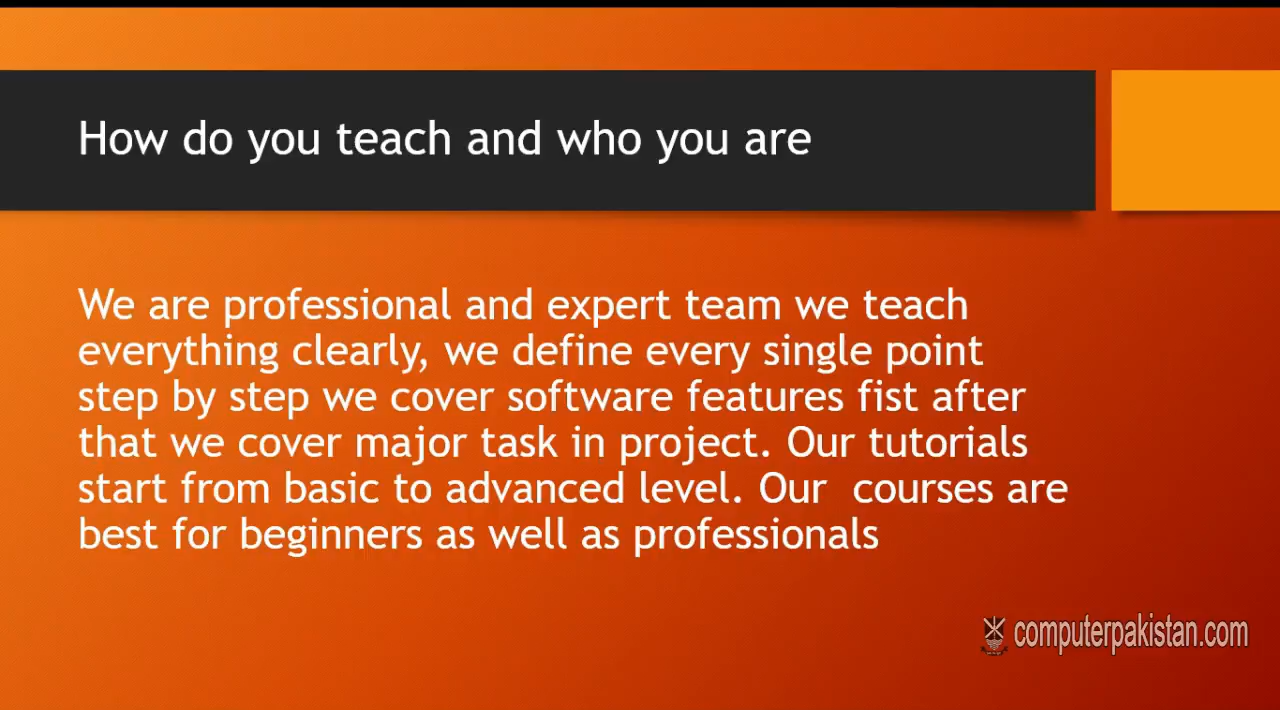 How do you teach and who you are
We are professional and expert team we teach
everything clearly, we define every single point
step by step we cover software features fist after
that we cover major task in project. Our tutorials
start from basic to advanced level. Our  courses are
best for beginners as well as professionals
computerpakistan.com